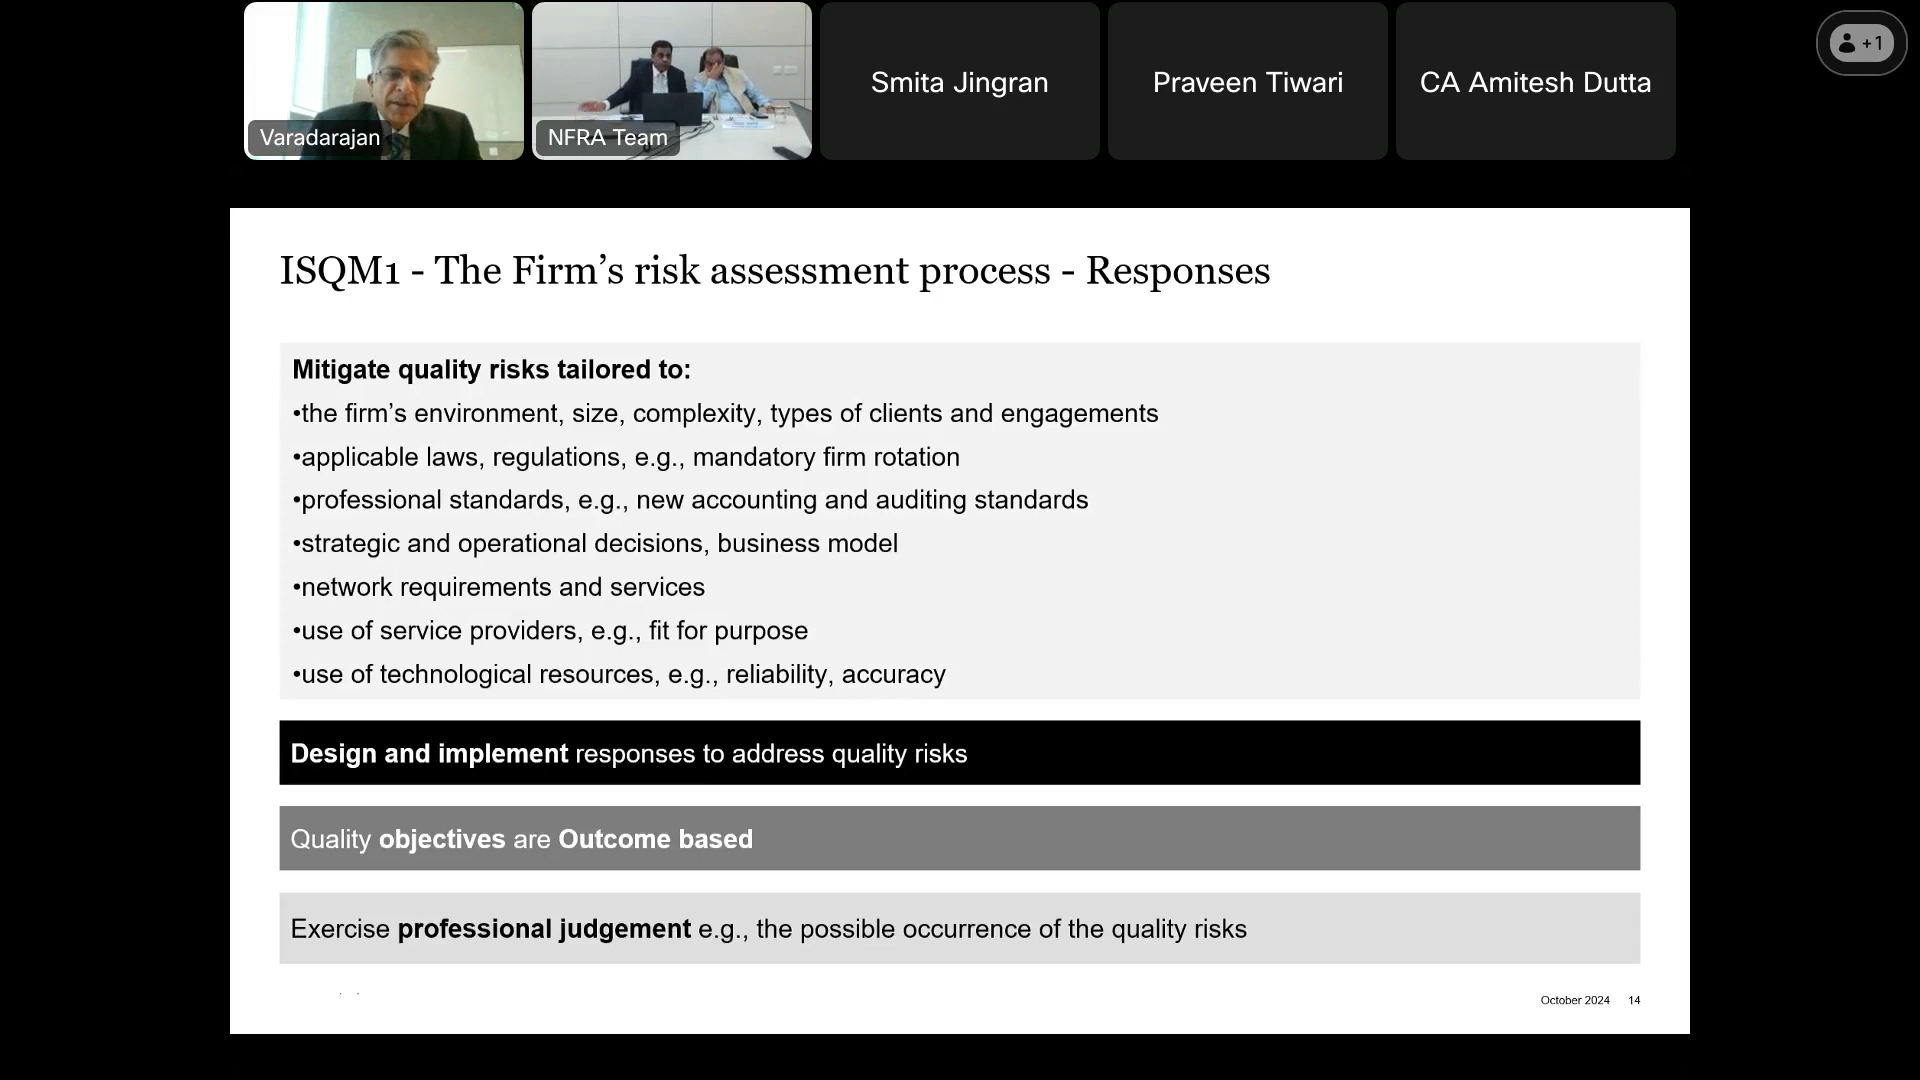 Varadarajan
NFRA Team
Smita Jingran
Praveen Tiwari
CA Amitesh Dutta
+1
ISQM1 - The Firm’s risk assessment process - Responses
Mitigate quality risks tailored to:
•the firm’s environment, size, complexity, types of clients and engagements
•applicable laws, regulations, e.g., mandatory firm rotation
•professional standards, e.g., new accounting and auditing standards
•strategic and operational decisions, business model
•network requirements and services
•use of service providers, e.g., fit for purpose
•use of technological resources, e.g., reliability, accuracy
Design and implement responses to address quality risks
Quality objectives are Outcome based
Exercise professional judgement e.g., the possible occurrence of the quality risks
October 2024 14